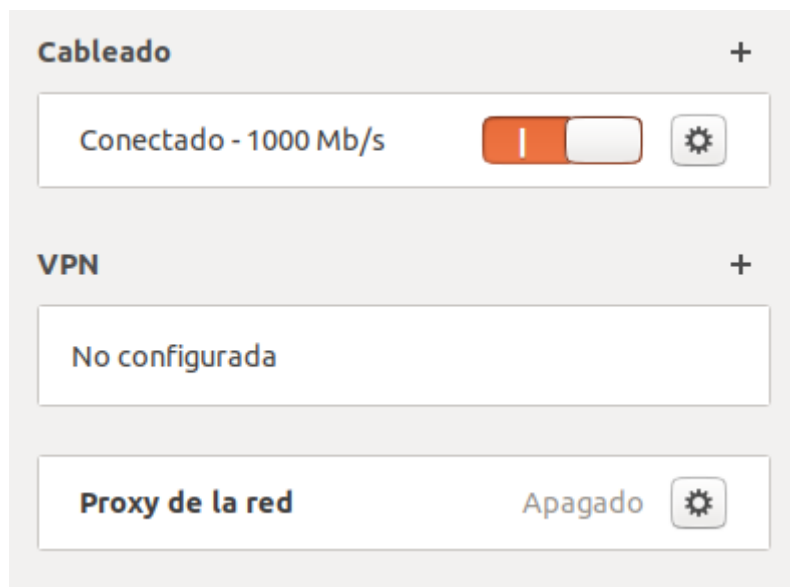 Cableado +
Conectado - 1000 Mb/s
VPN +
No configurada
Proxy de la red Apagado